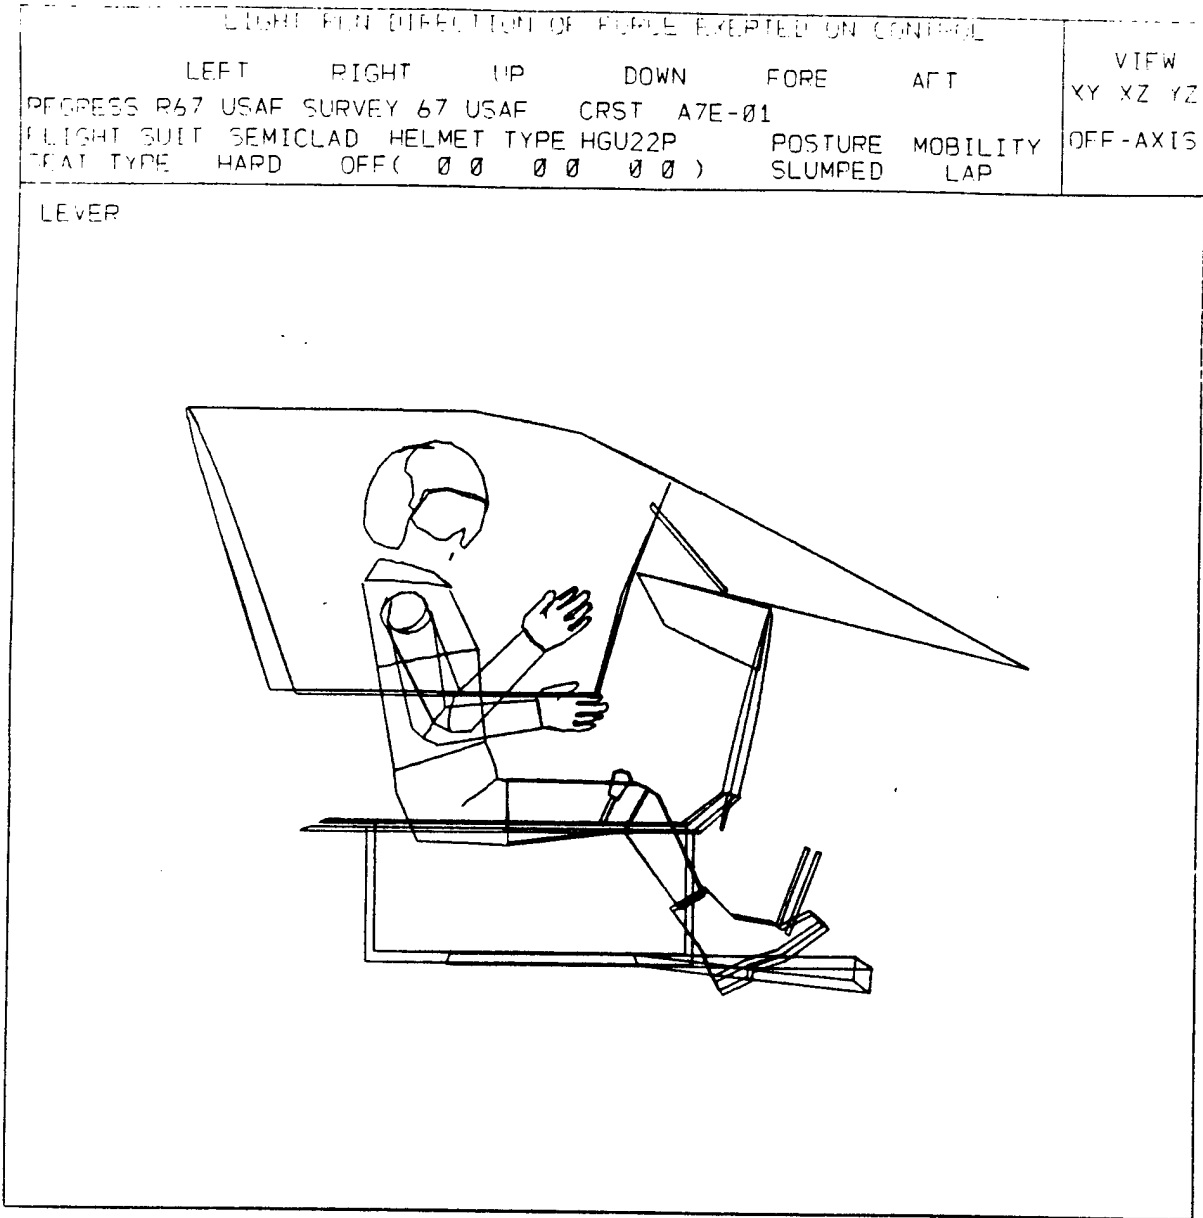 LIGHT PEN DIRECTION OF FORCE EXERTED ON CONTROL
LEFT RIGHT UP DOWN FORE AFT
REGRESS R67 USAF SURVEY 67 USAF CRST A7E-01
FLIGHT SUIT SEMICLAD HELMET TYPE HGU22P POSTURE MOBILITY
SEAT TYPE HARD OFF( 0 0 0 0 0 0 ) SLUMPED LAP
VIEW
XY XZ YZ
OFF-AXIS
LEVER